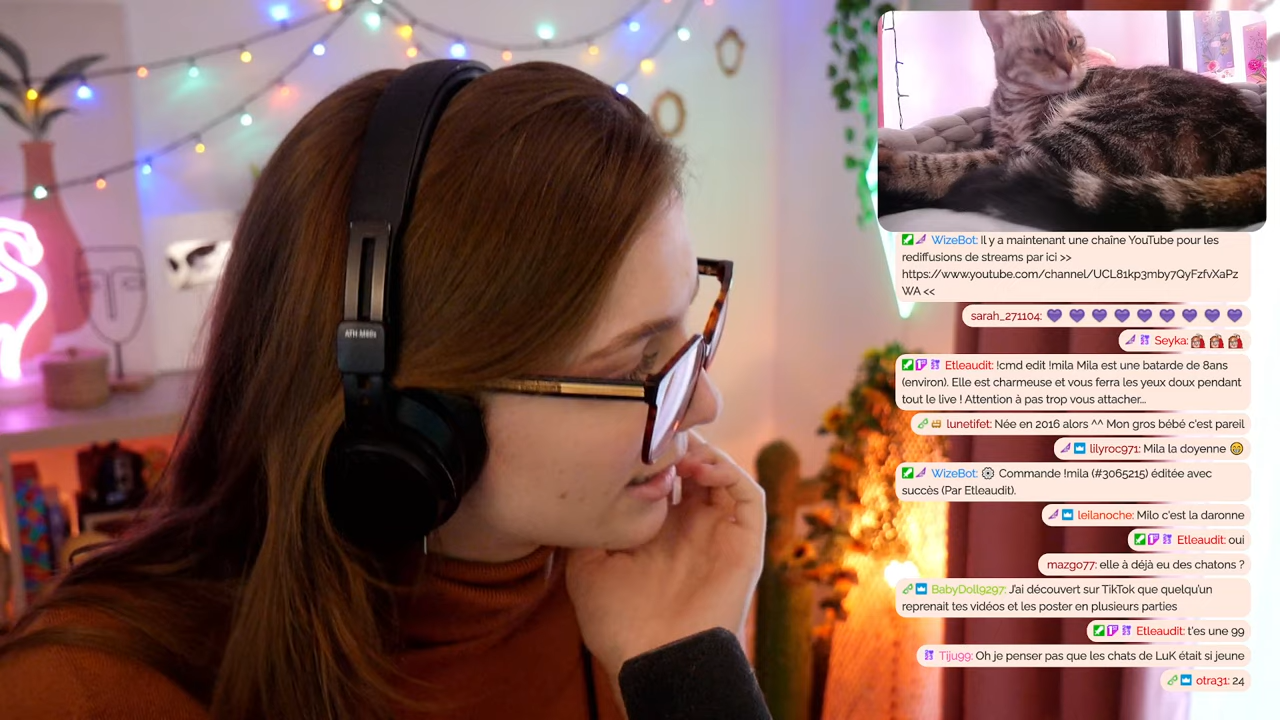 ATH M60x
WizeBot: Il y a maintenant une chaîne YouTube pour les
rediffusions de streams par ici >>
https://www.youtube.com/channel/UCL81kp3mby7QyFzfvXaPz
WA <<
sarah_271104: 💜 💜 💜 💜 💜 💜 💜 💜 💜
Seyka:
Etleaudit: !cmd edit !mila Mila est une batarde de 8ans
(environ). Elle est charmeuse et vous ferra les yeux doux pendant
tout le live ! Attention à pas trop vous attacher...
lunetifet: Née en 2016 alors ^^ Mon gros bébé c'est pareil
lilyroc971: Mila la doyenne 😁
WizeBot: Commande !mila (#3065215) éditée avec
succès (Par Etleaudit).
leilanoche: Milo c'est la daronne
Etleaudit: oui
mazgo77: elle à déjà eu des chatons ?
BabyDoll9297: J'ai découvert sur TikTok que quelqu'un
reprenait tes vidéos et les poster en plusieurs parties
Etleaudit: t'es une 99
Tiju99: Oh je penser pas que les chats de LuK était si jeune
otra31: 24